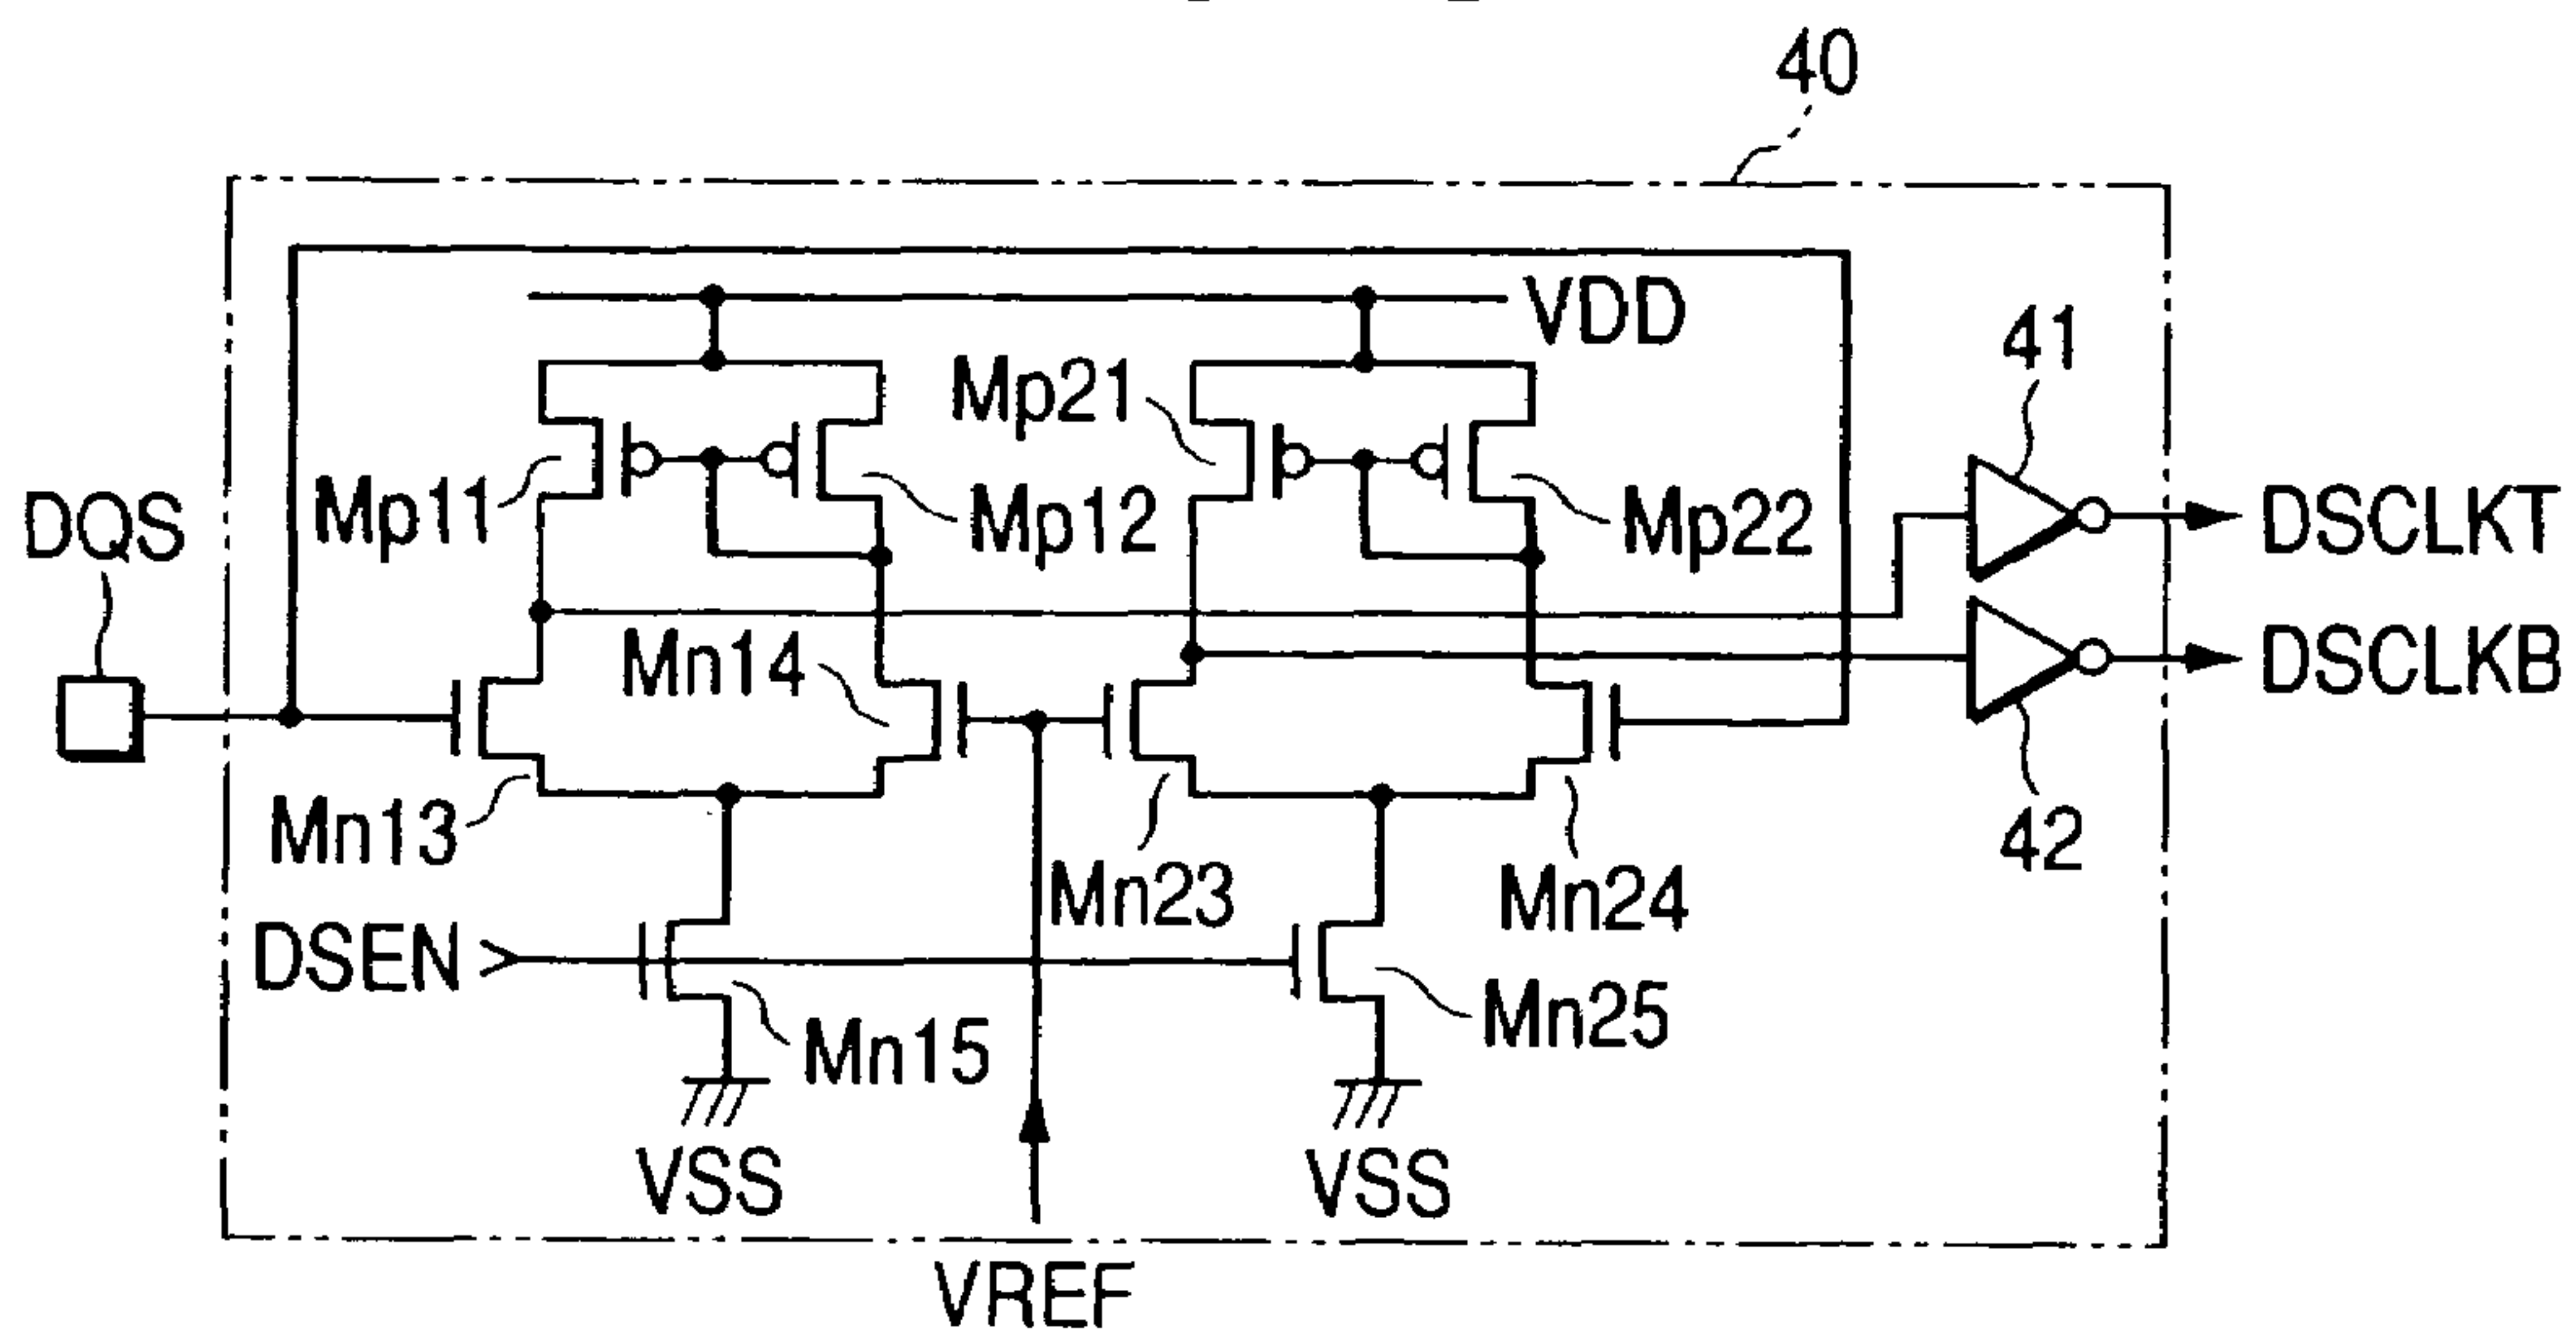 40
VDD
41
Mp21
Mp11
Mp12
Mp22
DQS
DSCLKT
Mn14
DSCLKB
Mn13
Mn23
Mn24
42
DSEN
Mn15
Mn25
VSS
VSS
VREF